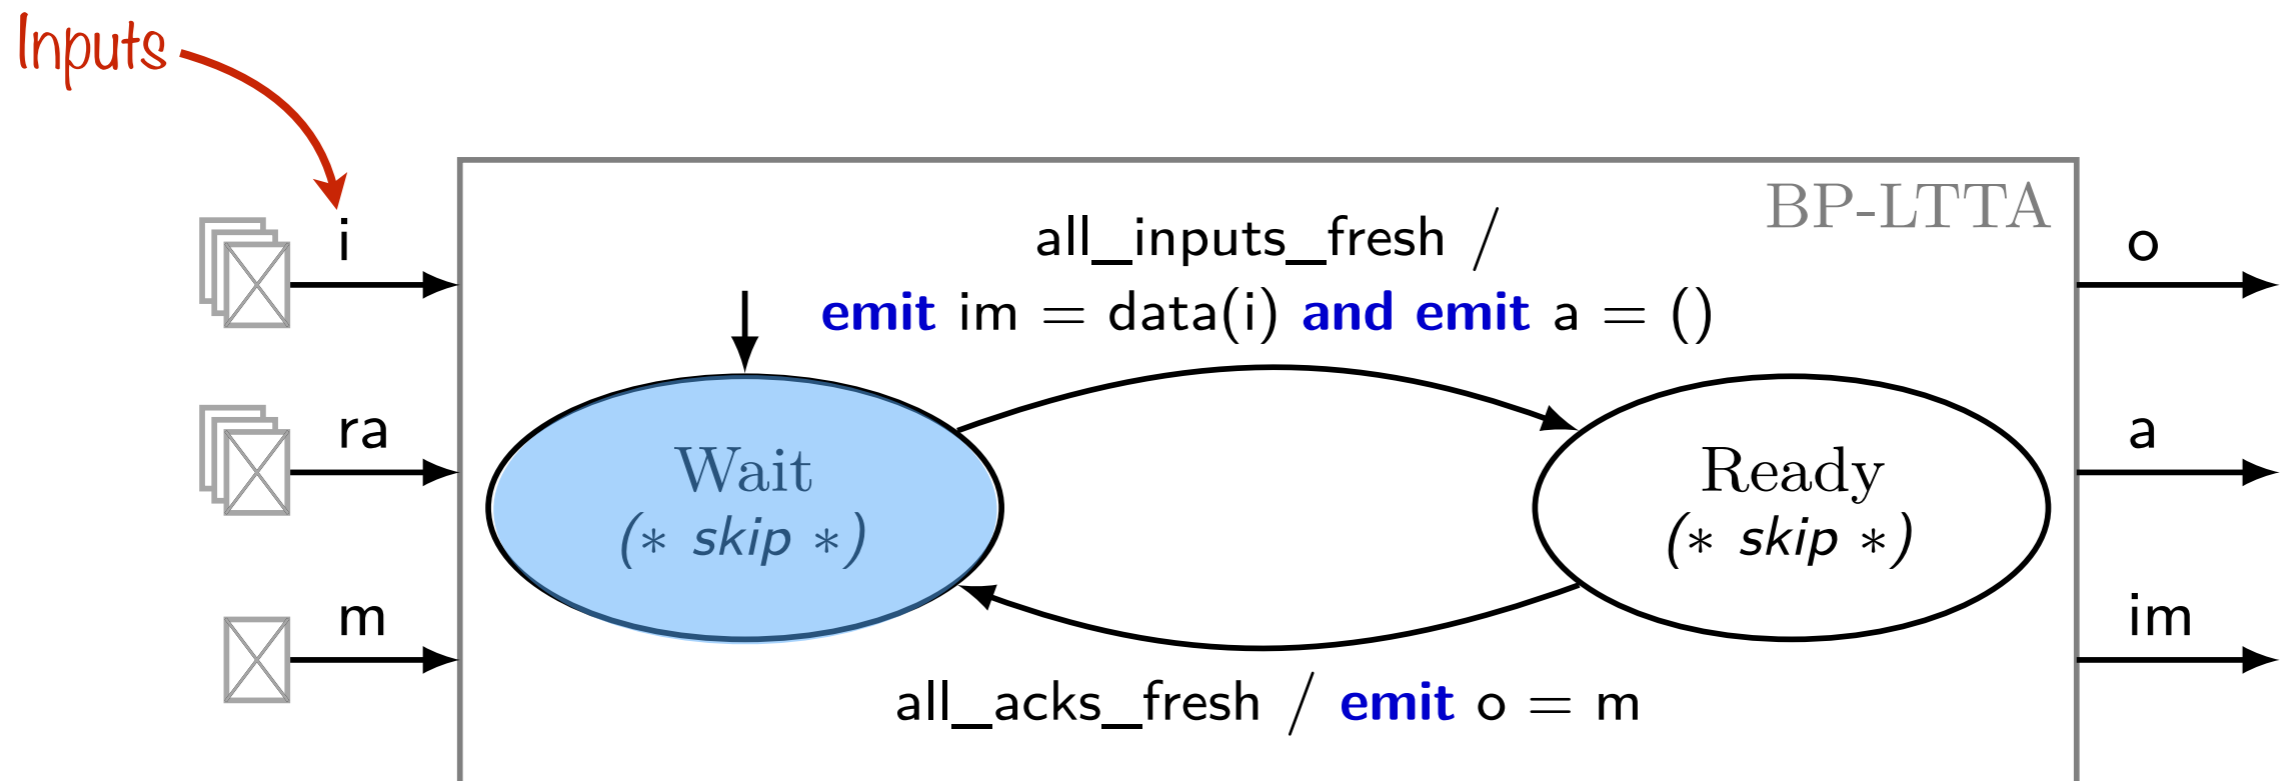 Inputs
BP-LTTA
i
all_inputs_fresh /
o
emit im = data(i) and emit a = ()
ra
a
Wait
Ready
(* skip *)
(* skip *)
m
im
all_acks_fresh / emit o = m